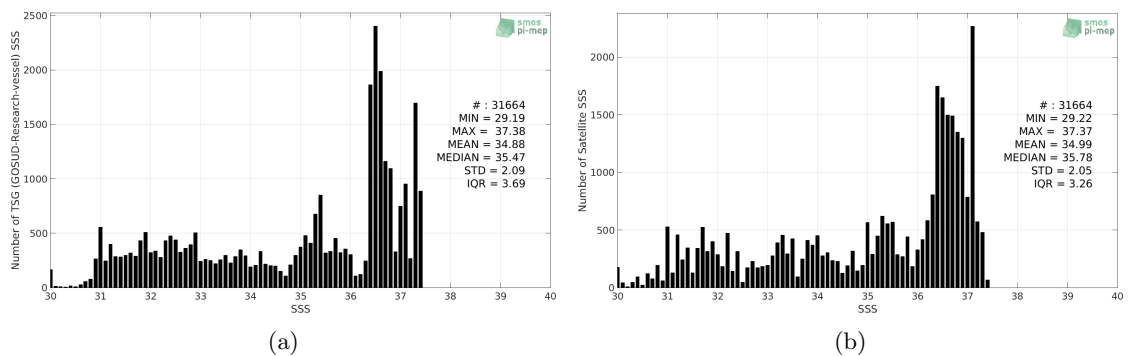 2500
2000
1500
1000
500
0
Number of TSG (GOSUD-Research-vessel) SSS
smos
pi-mep
# : 31664
MIN = 29.19
MAX = 37.38
MEAN = 34.88
MEDIAN = 35.47
STD = 2.09
IQR = 3.69
30 31 32 33 34 35 36 37 38 39 40
SSS
(a)
2000
1500
1000
500
0
Number of Satellite SSS
smos
pi-mep
# : 31664
MIN = 29.22
MAX = 37.37
MEAN = 34.99
MEDIAN = 35.78
STD = 2.05
IQR = 3.26
30 31 32 33 34 35 36 37 38 39 40
SSS
(b)